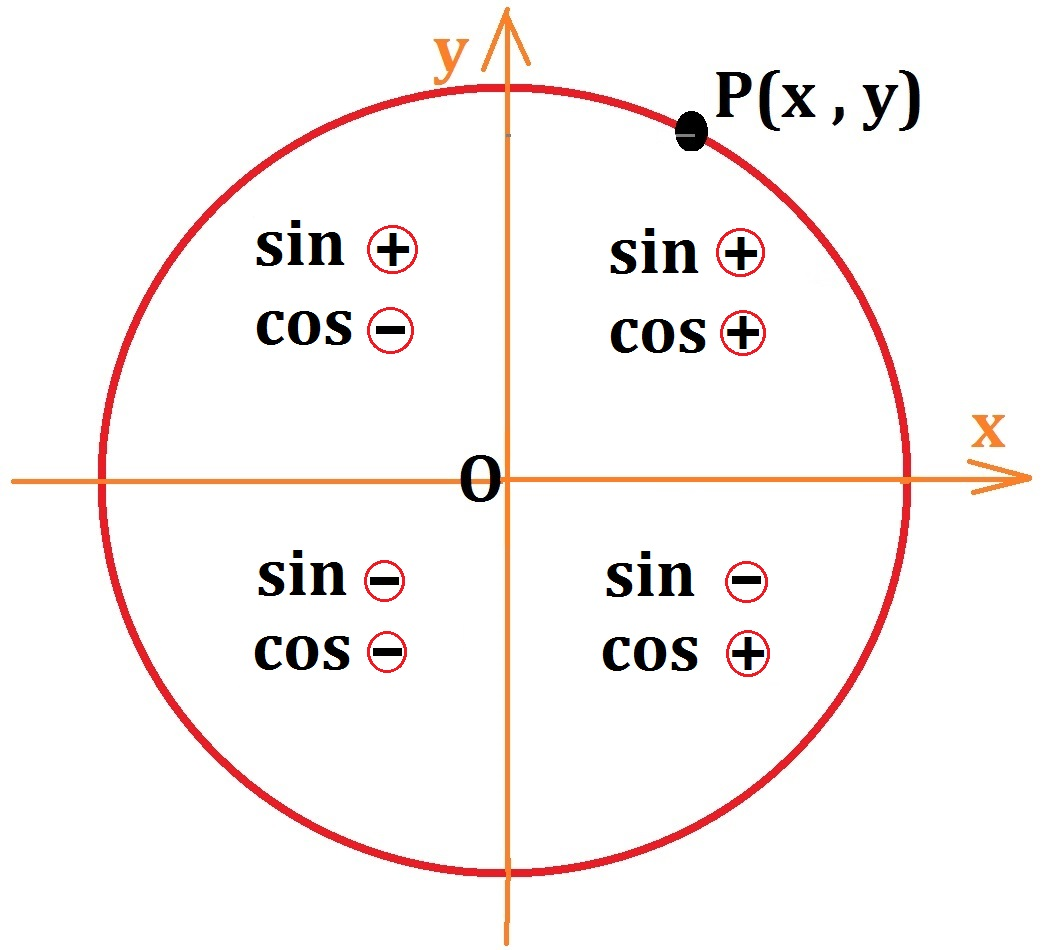 y
P(x , y)
sin +
cos −
sin +
cos +
x
O
sin −
cos −
sin −
cos +